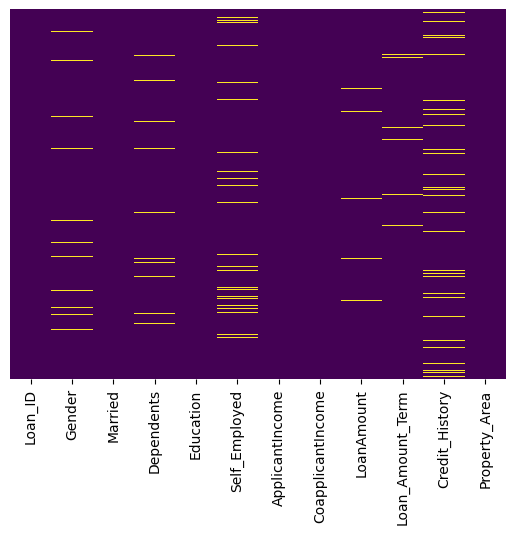 Loan_ID
Gender
Married
Dependents
Education
Self_Employed
ApplicantIncome
CoapplicantIncome
LoanAmount
Loan_Amount_Term
Credit_History
Property_Area